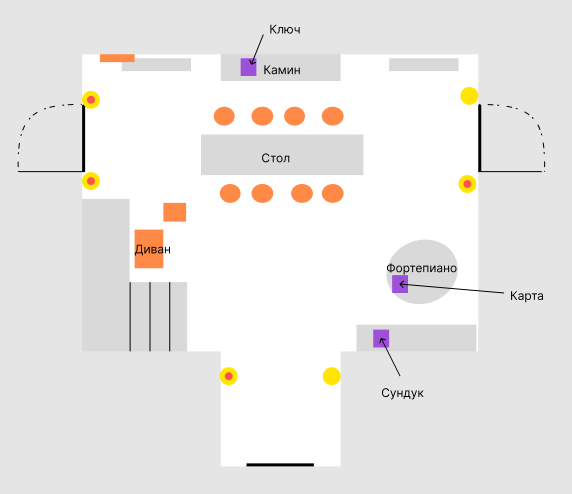 Ключ
Камин
Стол
Диван
Фортепиано
Карта
Сундук